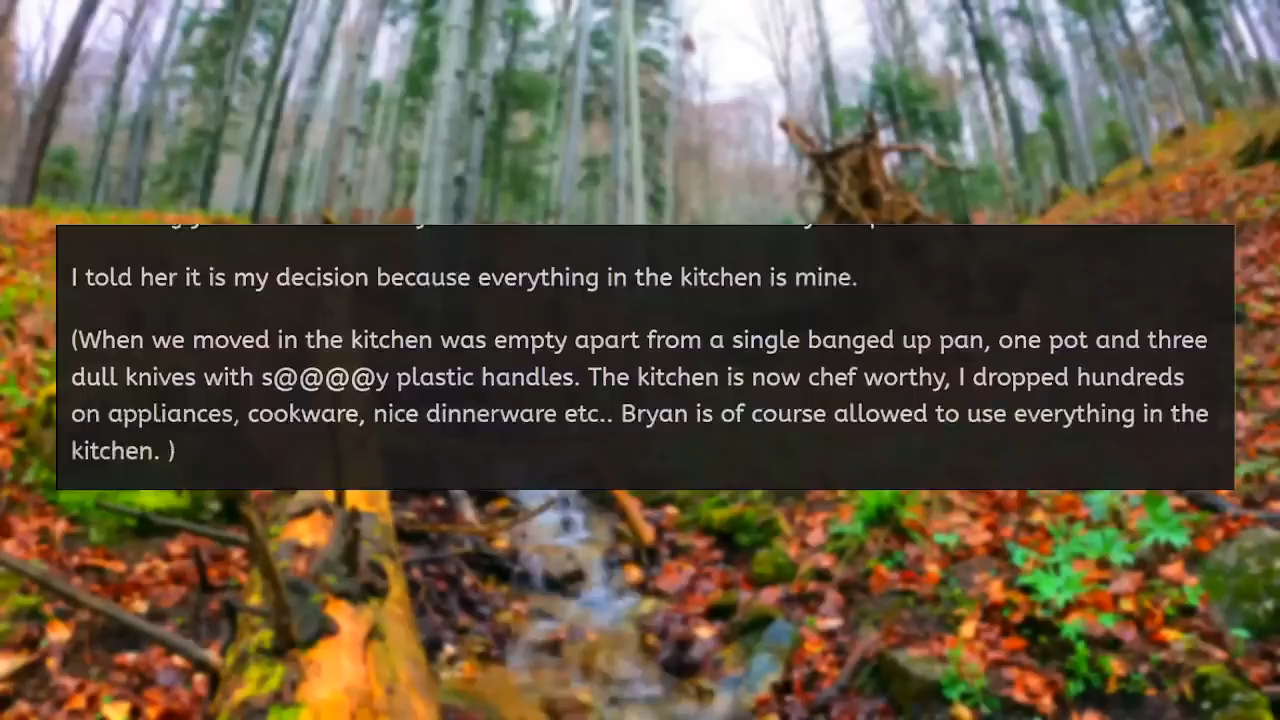 I told her it is my decision because everything in the kitchen is mine.
(When we moved in the kitchen was empty apart from a single banged up pan, one pot and three
dull knives with s@@@@y plastic handles. The kitchen is now chef worthy, I dropped hundreds
on appliances, cookware, nice dinnerware etc.. Bryan is of course allowed to use everything in the
kitchen. )